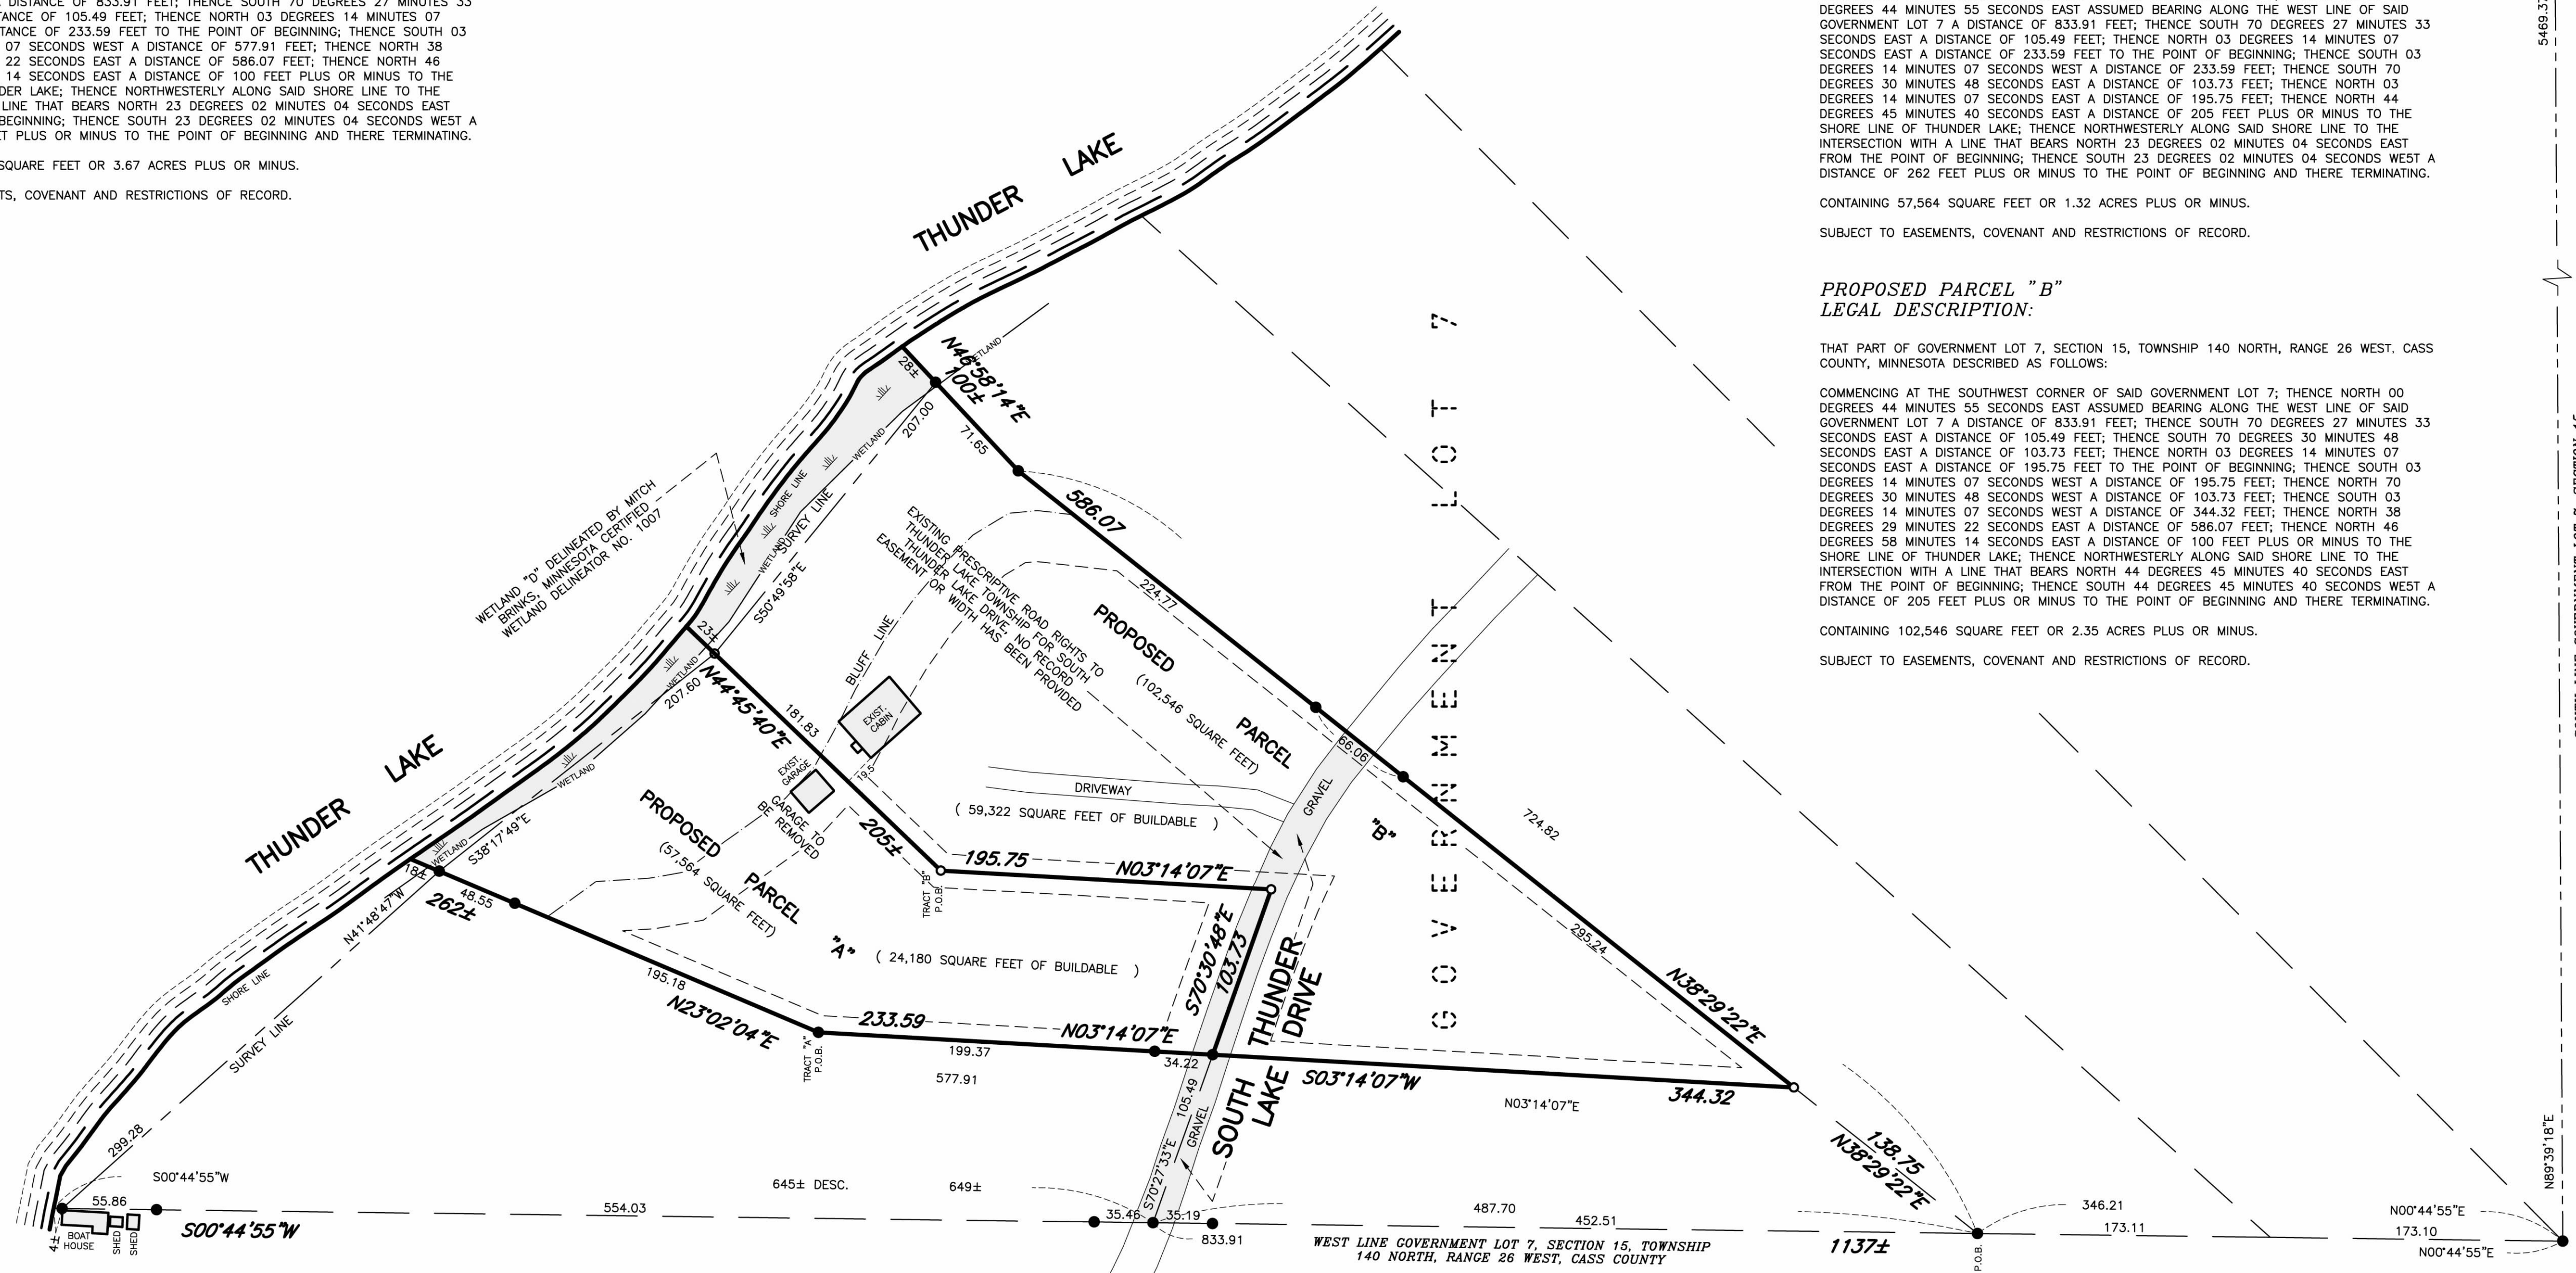 DISTANCE OF 833.91 FEET; THENCE SOUTH 70 DEGREES 27 MINUTES 33
TANCE OF 105.49 FEET; THENCE NORTH 03 DEGREES 14 MINUTES 07
TANCE OF 233.59 FEET TO THE POINT OF BEGINNING; THENCE SOUTH 03
07 SECONDS WEST A DISTANCE OF 577.91 FEET; THENCE NORTH 38
22 SECONDS EAST A DISTANCE OF 586.07 FEET; THENCE NORTH 46
14 SECONDS EAST A DISTANCE OF 100 FEET PLUS OR MINUS TO THE
DER LAKE; THENCE NORTHWESTERLY ALONG SAID SHORE LINE TO THE
LINE THAT BEARS NORTH 23 DEGREES 02 MINUTES 04 SECONDS EAST
BEGINNING; THENCE SOUTH 23 DEGREES 02 MINUTES 04 SECONDS WEST A
ET PLUS OR MINUS TO THE POINT OF BEGINNING AND THERE TERMINATING.
SQUARE FEET OR 3.67 ACRES PLUS OR MINUS.
TS, COVENANT AND RESTRICTIONS OF RECORD.
DEGREES 44 MINUTES 55 SECONDS EAST ASSUMED BEARING ALONG THE WEST LINE OF SAID
GOVERNMENT LOT 7 A DISTANCE OF 833.91 FEET; THENCE SOUTH 70 DEGREES 27 MINUTES 33
SECONDS EAST A DISTANCE OF 105.49 FEET; THENCE NORTH 03 DEGREES 14 MINUTES 07
SECONDS EAST A DISTANCE OF 233.59 FEET TO THE POINT OF BEGINNING; THENCE SOUTH 03
DEGREES 14 MINUTES 07 SECONDS WEST A DISTANCE OF 233.59 FEET; THENCE SOUTH 70
DEGREES 30 MINUTES 48 SECONDS EAST A DISTANCE OF 103.73 FEET; THENCE NORTH 03
DEGREES 14 MINUTES 07 SECONDS EAST A DISTANCE OF 195.75 FEET; THENCE NORTH 44
DEGREES 45 MINUTES 40 SECONDS EAST A DISTANCE OF 205 FEET PLUS OR MINUS TO THE
SHORE LINE OF THUNDER LAKE; THENCE NORTHWESTERLY ALONG SAID SHORE LINE TO THE
INTERSECTION WITH A LINE THAT BEARS NORTH 23 DEGREES 02 MINUTES 04 SECONDS EAST
FROM THE POINT OF BEGINNING; THENCE SOUTH 23 DEGREES 02 MINUTES 04 SECONDS WEST A
DISTANCE OF 262 FEET PLUS OR MINUS TO THE POINT OF BEGINNING AND THERE TERMINATING.
CONTAINING 57,564 SQUARE FEET OR 1.32 ACRES PLUS OR MINUS.
SUBJECT TO EASEMENTS, COVENANT AND RESTRICTIONS OF RECORD.
PROPOSED PARCEL "B"
LEGAL DESCRIPTION:
THAT PART OF GOVERNMENT LOT 7, SECTION 15, TOWNSHIP 140 NORTH, RANGE 26 WEST, CASS
COUNTY, MINNESOTA DESCRIBED AS FOLLOWS:
COMMENCING AT THE SOUTHWEST CORNER OF SAID GOVERNMENT LOT 7; THENCE NORTH 00
DEGREES 44 MINUTES 55 SECONDS EAST ASSUMED BEARING ALONG THE WEST LINE OF SAID
GOVERNMENT LOT 7 A DISTANCE OF 833.91 FEET; THENCE SOUTH 70 DEGREES 27 MINUTES 33
SECONDS EAST A DISTANCE OF 105.49 FEET; THENCE SOUTH 70 DEGREES 30 MINUTES 48
SECONDS EAST A DISTANCE OF 103.73 FEET; THENCE NORTH 03 DEGREES 14 MINUTES 07
SECONDS EAST A DISTANCE OF 195.75 FEET TO THE POINT OF BEGINNING; THENCE SOUTH 03
DEGREES 14 MINUTES 07 SECONDS WEST A DISTANCE OF 195.75 FEET; THENCE NORTH 70
DEGREES 30 MINUTES 48 SECONDS WEST A DISTANCE OF 103.73 FEET; THENCE SOUTH 03
DEGREES 14 MINUTES 07 SECONDS WEST A DISTANCE OF 344.32 FEET; THENCE NORTH 38
DEGREES 29 MINUTES 22 SECONDS EAST A DISTANCE OF 586.07 FEET; THENCE NORTH 46
DEGREES 58 MINUTES 14 SECONDS EAST A DISTANCE OF 100 FEET PLUS OR MINUS TO THE
SHORE LINE OF THUNDER LAKE; THENCE NORTHWESTERLY ALONG SAID SHORE LINE TO THE
INTERSECTION WITH A LINE THAT BEARS NORTH 44 DEGREES 45 MINUTES 40 SECONDS EAST
FROM THE POINT OF BEGINNING; THENCE SOUTH 44 DEGREES 45 MINUTES 40 SECONDS WEST A
DISTANCE OF 205 FEET PLUS OR MINUS TO THE POINT OF BEGINNING AND THERE TERMINATING.
CONTAINING 102,546 SQUARE FEET OR 2.35 ACRES PLUS OR MINUS.
SUBJECT TO EASEMENTS, COVENANT AND RESTRICTIONS OF RECORD.
5469.37
N89°39'18"E
THUNDER LAKE
THUNDER LAKE
GOVERNMENT LOT 7
N46°58'14"E
100±
28±
71.65
WETLAND
WETLAND
207.00
SHORE LINE
WETLAND
SURVEY LINE
S50°49'58"E
WETLAND "D" DELINEATED BY MITCH
BRINKS, MINNESOTA CERTIFIED
WETLAND DELINEATOR NO. 1007
586.07
224.77
EXISTING PRESCRIPTIVE ROAD RIGHTS TO
THUNDER LAKE TOWNSHIP FOR SOUTH
THUNDER LAKE DRIVE, NO RECORD
EASEMENT OR WIDTH HAS BEEN PROVIDED
BLUFF LINE
EXIST.
CABIN
PROPOSED PARCEL "B"
(102,546 SQUARE FEET)
66.06
GRAVEL
DRIVEWAY
( 59,322 SQUARE FEET OF BUILDABLE )
23±
WETLAND
207.60
N44°45'40"E
181.83
205±
19.5
EXIST.
GARAGE
GARAGE TO
BE REMOVED
WETLAND
WETLAND
S38°17'49"E
18±
48.55
262±
N41°48'47"W
PROPOSED PARCEL "A"
(57,564 SQUARE FEET)
( 24,180 SQUARE FEET OF BUILDABLE )
195.75
N03°14'07"E
TRACT "B"
P.O.B.
S70°30'48"E
103.73
724.82
295.24
N38°29'22"E
195.18
N23°02'04"E
TRACT "A"
P.O.B.
233.59
N03°14'07"E
199.37
34.22
577.91
105.49
GRAVEL
S70°27'33"E
SOUTH THUNDER
LAKE DRIVE
S03°14'07"W
344.32
N03°14'07"E
138.75
N38°29'22"E
SHORE LINE
SURVEY LINE
299.28
S00°44'55"W
55.86
4±
BOAT
HOUSE
SHED
SHED
S00°44'55"W
554.03
645± DESC.
649±
35.46
35.19
833.91
487.70
452.51
WEST LINE GOVERNMENT LOT 7, SECTION 15, TOWNSHIP
140 NORTH, RANGE 26 WEST, CASS COUNTY
1137±
P.O.B.
346.21
173.11
173.10
N00°44'55"E
N00°44'55"E